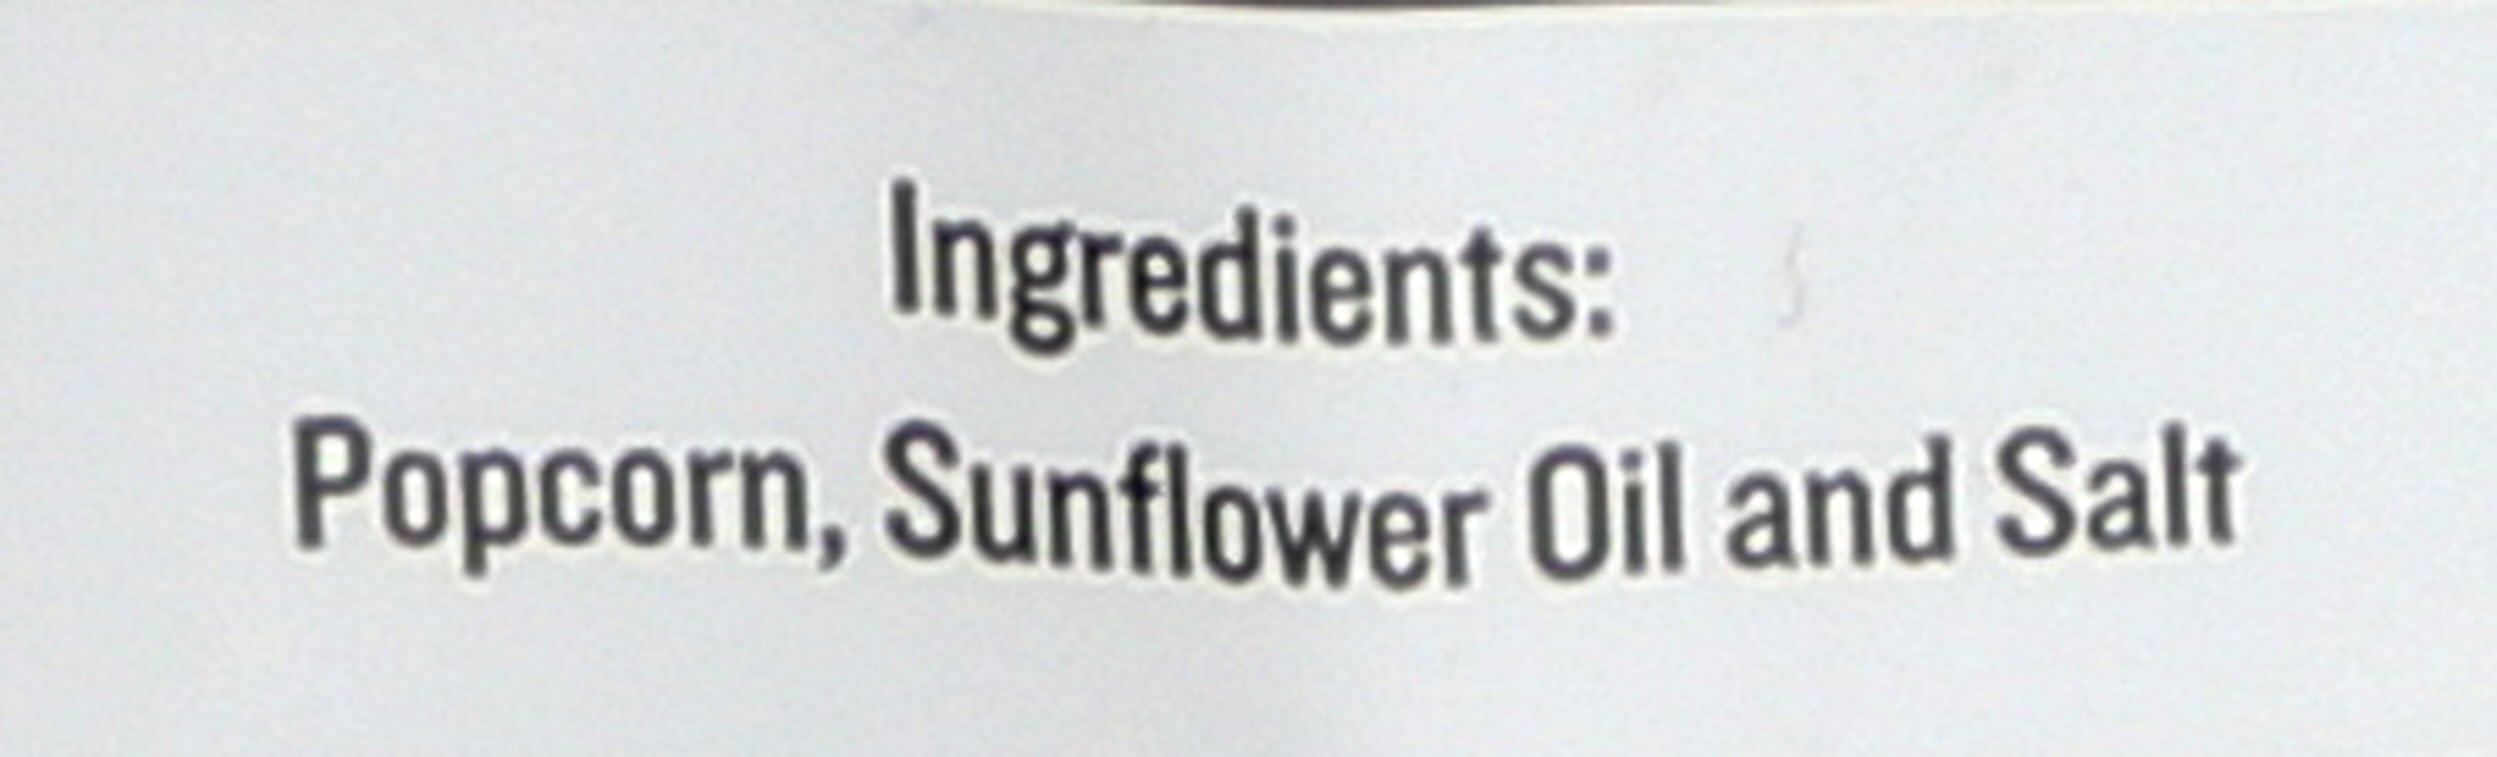 Ingredients:
Popcorn, Sunflower Oil and Salt